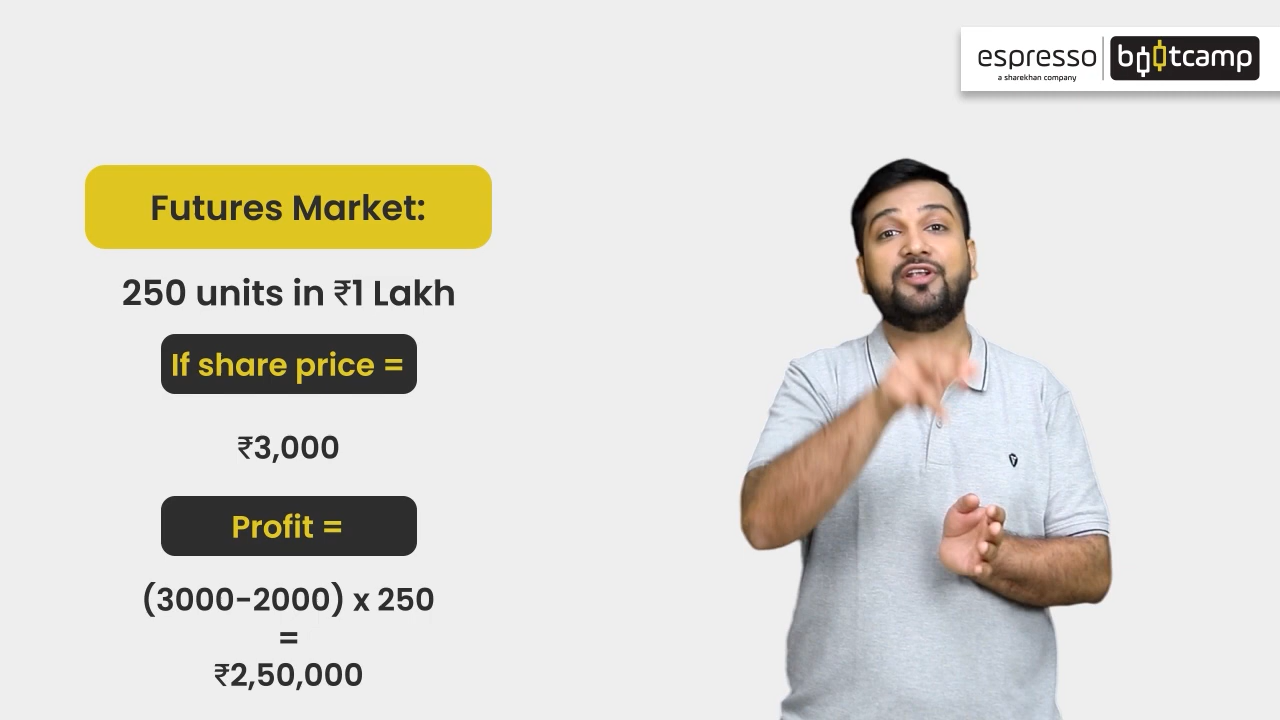 espresso
a sharekhan company
bootcamp
Futures Market:
250 units in ₹1 Lakh
If share price =
₹3,000
Profit =
(3000-2000) x 250
=
₹2,50,000